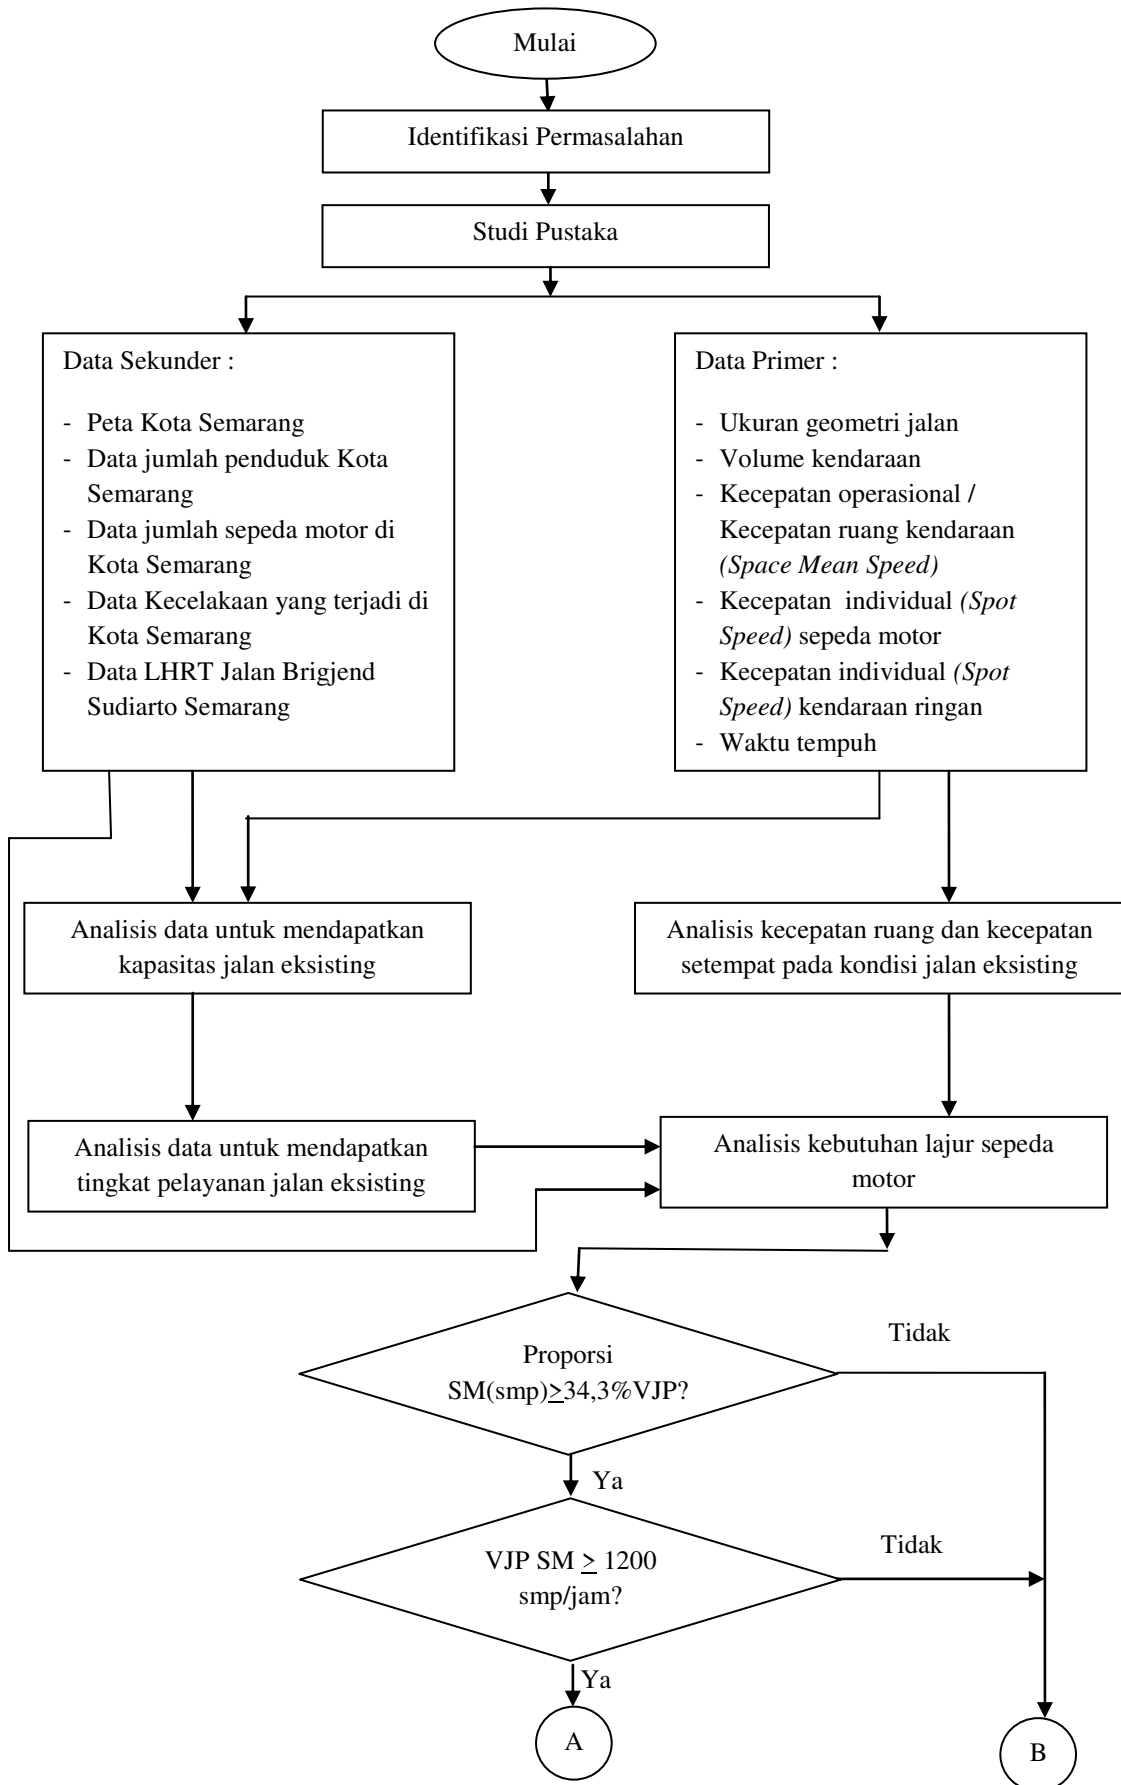 Mulai
Identifikasi Permasalahan
Studi Pustaka
Data Sekunder :
- Peta Kota Semarang
- Data jumlah penduduk Kota
Semarang
- Data jumlah sepeda motor di
Kota Semarang
- Data Kecelakaan yang terjadi di
Kota Semarang
- Data LHRT Jalan Brigjend
Sudiarto Semarang
Data Primer :
- Ukuran geometri jalan
- Volume kendaraan
- Kecepatan operasional /
Kecepatan ruang kendaraan
(Space Mean Speed)
- Kecepatan individual (Spot
Speed) sepeda motor
- Kecepatan individual (Spot
Speed) kendaraan ringan
- Waktu tempuh
Analisis data untuk mendapatkan
kapasitas jalan eksisting
Analisis kecepatan ruang dan kecepatan
setempat pada kondisi jalan eksisting
Analisis data untuk mendapatkan
tingkat pelayanan jalan eksisting
Analisis kebutuhan lajur sepeda
motor
Proporsi
SM(smp)≥34,3%VJP?
Tidak
Ya
VJP SM ≥ 1200
smp/jam?
Tidak
Ya
A
B